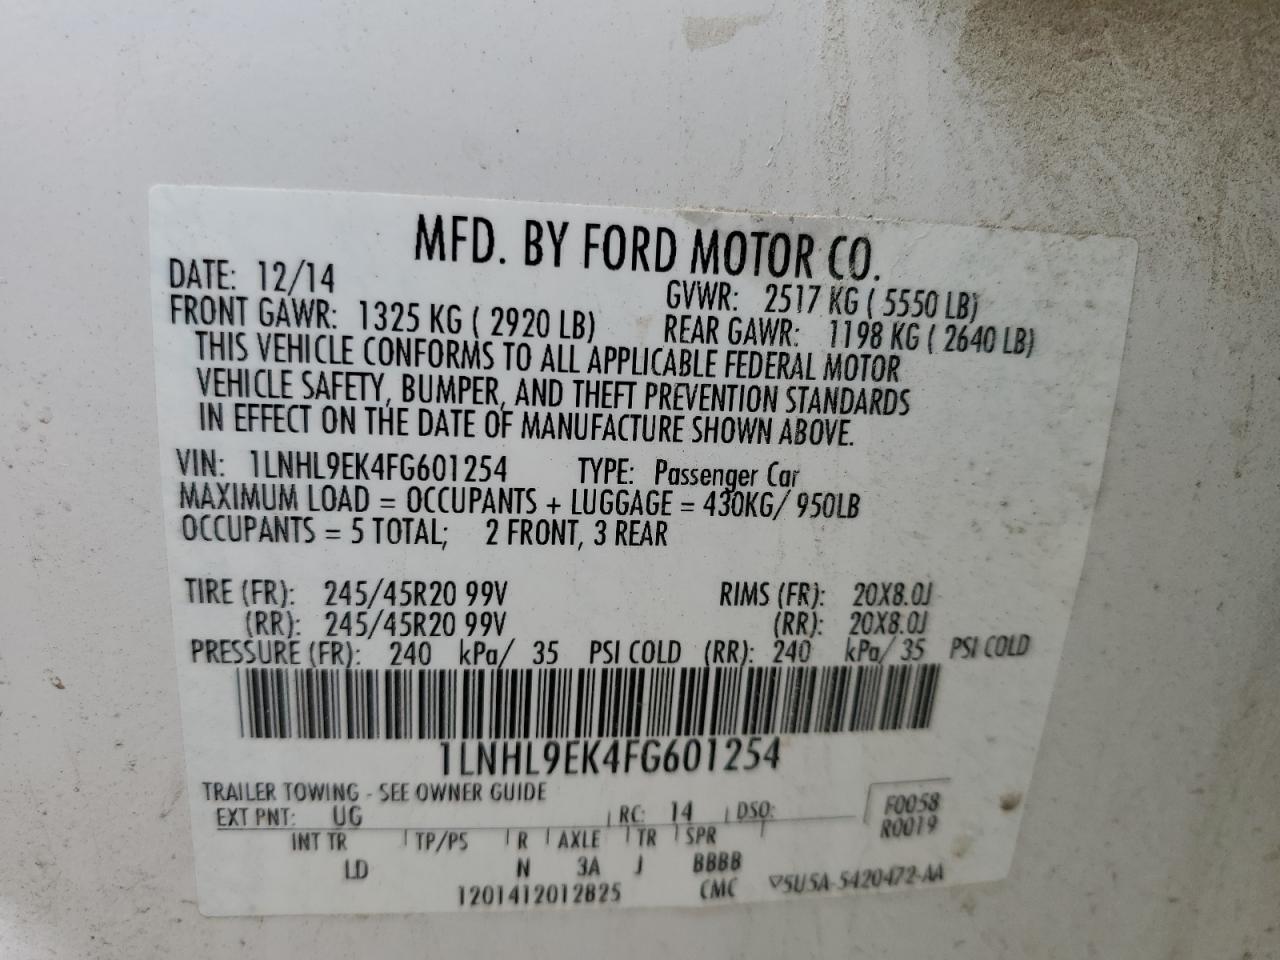 MFD. BY FORD MOTOR CO.
DATE: 12/14 GVWR: 2517 KG ( 5550 LB)
FRONT GAWR: 1325 KG ( 2920 LB) REAR GAWR: 1198 KG ( 2640 LB)
THIS VEHICLE CONFORMS TO ALL APPLICABLE FEDERAL MOTOR
VEHICLE SAFETY, BUMPER, AND THEFT PREVENTION STANDARDS
IN EFFECT ON THE DATE OF MANUFACTURE SHOWN ABOVE.
VIN: 1LNHL9EK4FG601254 TYPE: Passenger Car
MAXIMUM LOAD = OCCUPANTS + LUGGAGE = 430KG/ 950LB
OCCUPANTS = 5 TOTAL; 2 FRONT, 3 REAR
TIRE (FR): 245/45R20 99V RIMS (FR): 20X8.0J
(RR): 245/45R20 99V (RR): 20X8.0J
PRESSURE (FR): 240 kPa/ 35 PSI COLD (RR): 240 kPa/ 35 PSI COLD
1LNHL9EK4FG601254
TRAILER TOWING - SEE OWNER GUIDE
EXT PNT: UG RC: 14 DSO: F0058
R0019
INT TR TP/PS R AXLE TR SPR
LD N 3A J BBBB
1201412012825 CMC ▽5U5A-5420472-AA